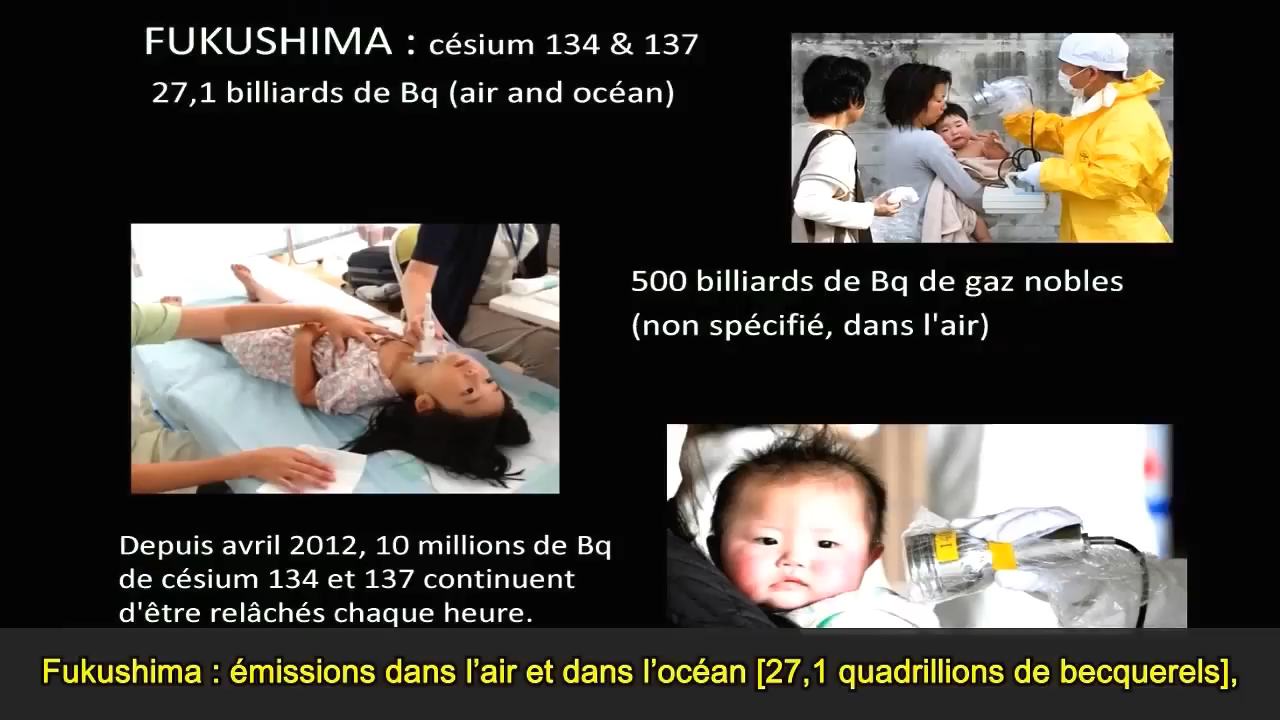 FUKUSHIMA : césium 134 & 137
27,1 billiards de Bq (air and océan)
500 billiards de Bq de gaz nobles
(non spécifié, dans l'air)
Depuis avril 2012, 10 millions de Bq
de césium 134 et 137 continuent
d'être relâchés chaque heure.
Fukushima : émissions dans l’air et dans l’océan [27,1 quadrillions de becquerels],